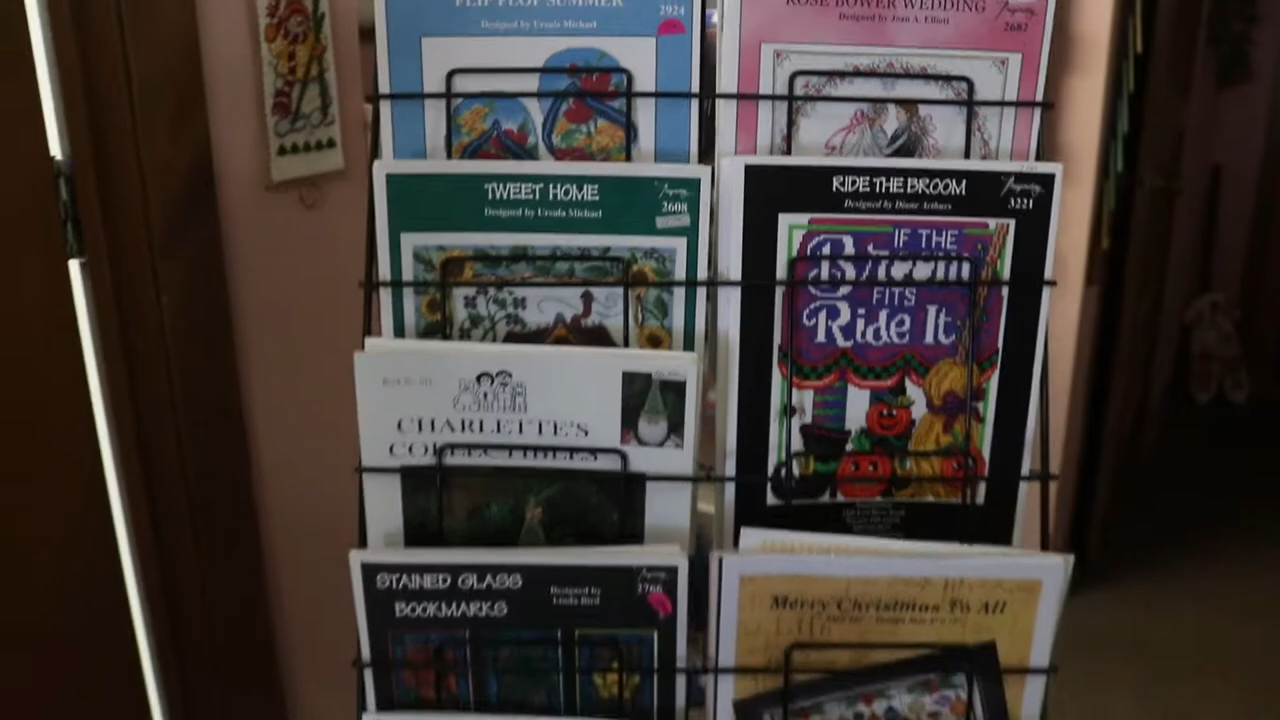 FLIP FLOP SUMMER
Designed by Ursula Michael
2924
ROSE BOWER WEDDING
Designed by Joan A. Elliott
2682
TWEET HOME
Designed by Ursula Michael
2608
RIDE THE BROOM
Designed by Diane Arthurs
3221
IF THE
Broom
FITS
Ride It
CHARLETTE'S
COLLECTIBLES
STAINED GLASS
BOOKMARKS
Designed by
Linda Bird
2766
Merry Christmas To All